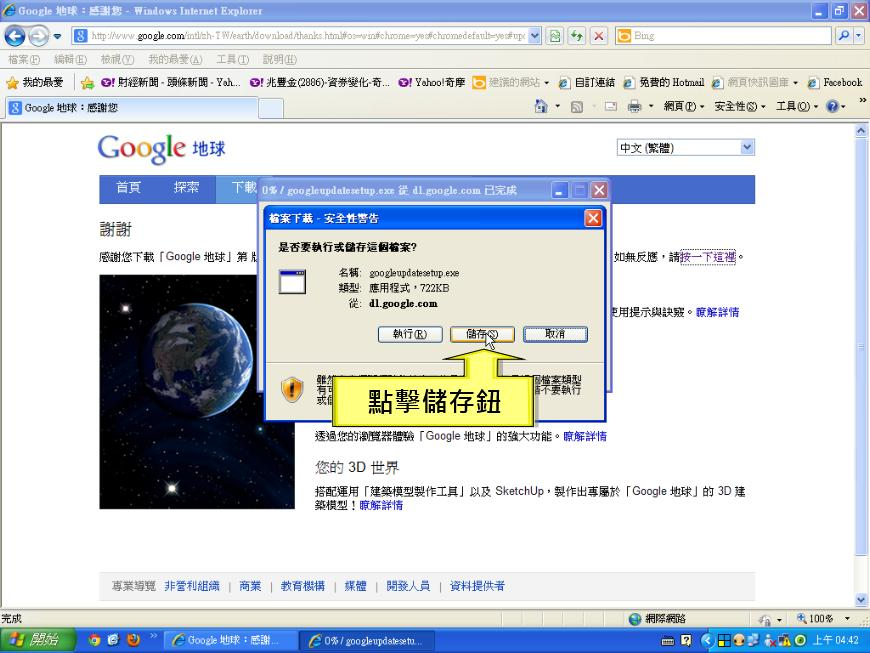 Google 地球：感謝您 - Windows Internet Explorer
http://www.google.com/intl/zh-TW/earth/download/thanks.html#os=win#chrome=yes#chromedefault=yes#up
Bing
檔案(F) 編輯(E) 檢視(V) 我的最愛(A) 工具(T) 說明(H)
我的最愛 財經新聞 - 頭條新聞 - Yah... 兆豐金(2886)-資券變化-奇... Yahoo!奇摩 建議的網站 自訂連結 免費的 Hotmail 網頁快訊圖庫 Facebook
Google 地球：感謝您
網頁(P) 安全性(S) 工具(O)
Google 地球
中文 (繁體)
首頁 探索 下載
0% / googleupdatesetup.exe 從 dl.google.com 已完成
檔案下載 - 安全性警告
謝謝
是否要執行或儲存這個檔案?
感謝您下載「Google 地球」第 版
如無反應，請按一下這裡。
名稱: googleupdatesetup.exe
類型: 應用程式，722KB
從: dl.google.com
使用提示與訣竅。瞭解詳情
執行(R) 儲存(S) 取消
個檔案類型
不要執行
點擊儲存鈕
透過您的瀏覽器體驗「Google 地球」的強大功能。瞭解詳情
您的 3D 世界
搭配運用「建築模型製作工具」以及 SketchUp，製作出專屬於「Google 地球」的 3D 建
築模型！瞭解詳情
專業導覽 非營利組織 | 商業 | 教育機構 | 媒體 | 開發人員 | 資料提供者
完成 網際網路 100%
開始 Google 地球：感謝... 0% / googleupdatesetu... 上午 04:42